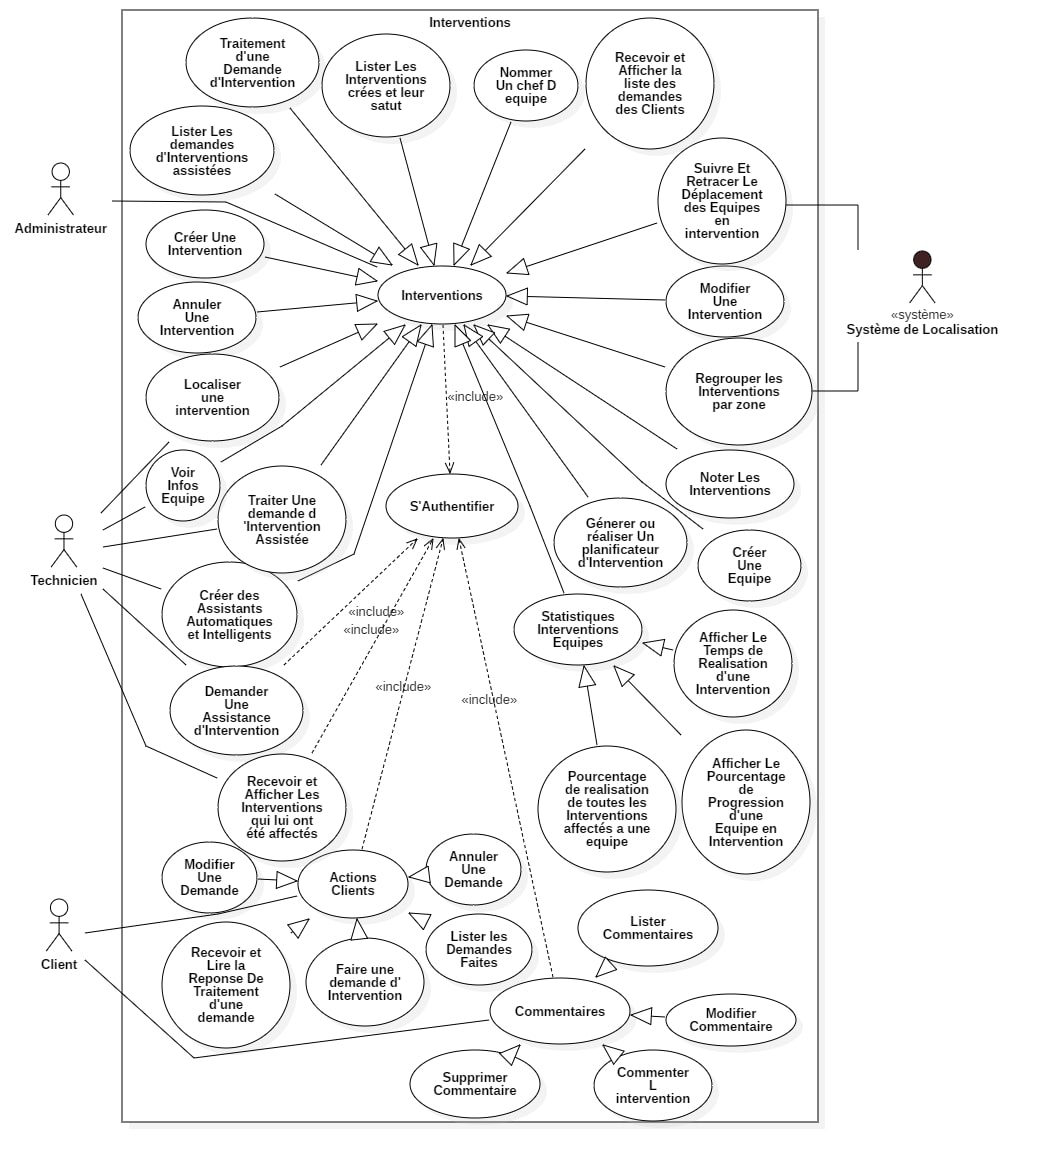 Interventions
Traitement
d'une
Demande
d'Intervention
Lister Les
Interventions
crées et leur
satut
Nommer
Un chef D
equipe
Recevoir et
Afficher la
liste des
demandes
des Clients
Lister Les
demandes
d'Interventions
assistées
Suivre Et
Retracer Le
Déplacement
des Equipes
en
intervention
Administrateur
Créer Une
Intervention
Interventions
Annuler
Une
Intervention
Modifier
Une
Intervention
«système»
Système de Localisation
Localiser
une
intervention
Regrouper les
Interventions
par zone
«include»
Voir
Infos
Equipe
Traiter Une
demande d
'Intervention
Assistée
S'Authentifier
Noter Les
Interventions
Génerer ou
réaliser Un
planificateur
d'Intervention
Créer
Une
Equipe
Technicien
Créer des
Assistants
Automatiques
et Intelligents
«include»
«include»
Statistiques
Interventions
Equipes
Afficher Le
Temps de
Realisation
d'une
Intervention
Demander
Une
Assistance
d'Intervention
«include»
«include»
Recevoir et
Afficher Les
Interventions
qui lui ont
été affectés
Pourcentage
de realisation
de toutes les
Interventions
affectés a une
equipe
Afficher Le
Pourcentage
de
Progression
d'une
Equipe en
Intervention
Modifier
Une
Demande
Actions
Clients
Annuler
Une
Demande
Client
Recevoir et
Lire la
Reponse De
Traitement
d'une
demande
Faire une
demande d'
Intervention
Lister les
Demandes
Faites
Lister
Commentaires
Commentaires
Modifier
Commentaire
Supprimer
Commentaire
Commenter
L
intervention